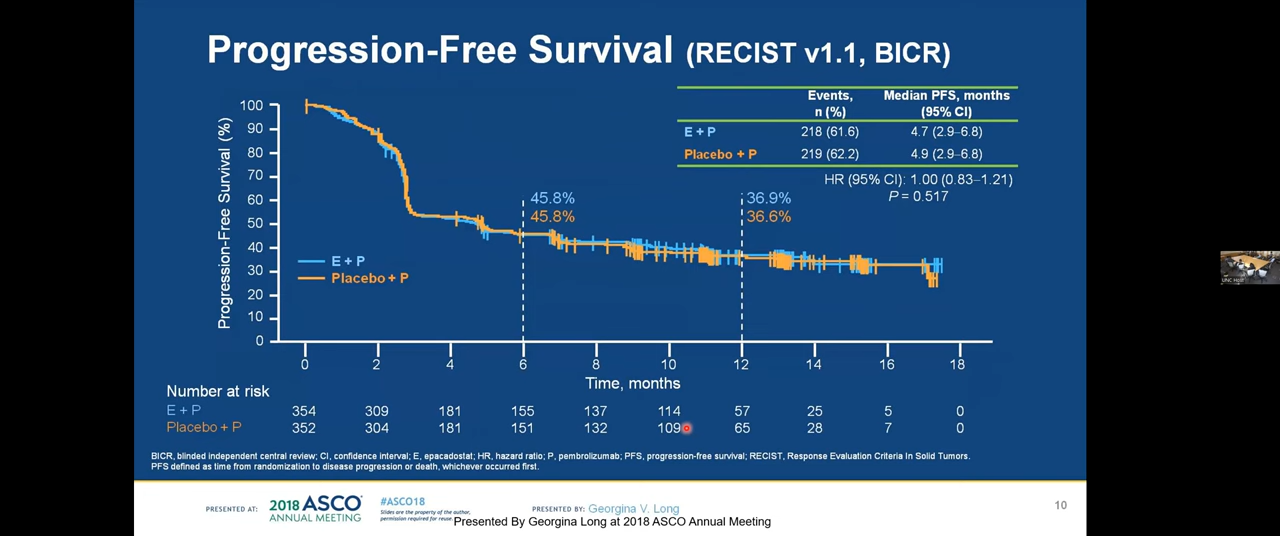 Progression-Free Survival (RECIST v1.1, BICR)
Events, n (%)
Median PFS, months (95% CI)
E + P 218 (61.6) 4.7 (2.9–6.8)
Placebo + P 219 (62.2) 4.9 (2.9–6.8)
HR (95% CI): 1.00 (0.83–1.21)
P = 0.517
Progression-Free Survival (%)
100
90
80
70
60
50
40
30
20
10
0
45.8%
45.8%
36.9%
36.6%
E + P
Placebo + P
0 2 4 6 8 10 12 14 16 18
Time, months
Number at risk
E + P 354 309 181 155 137 114 57 25 5 0
Placebo + P 352 304 181 151 132 109 65 28 7 0
BICR, blinded independent central review; CI, confidence interval; E, epacadostat; HR, hazard ratio; P, pembrolizumab; PFS, progression-free survival; RECIST, Response Evaluation Criteria In Solid Tumors.
PFS defined as time from randomization to disease progression or death, whichever occurred first.
PRESENTED AT:
2018 ASCO
ANNUAL MEETING
#ASCO18
Slides are the property of the author,
permission required for reuse.
PRESENTED BY: Georgina V. Long
Presented By Georgina Long at 2018 ASCO Annual Meeting
10